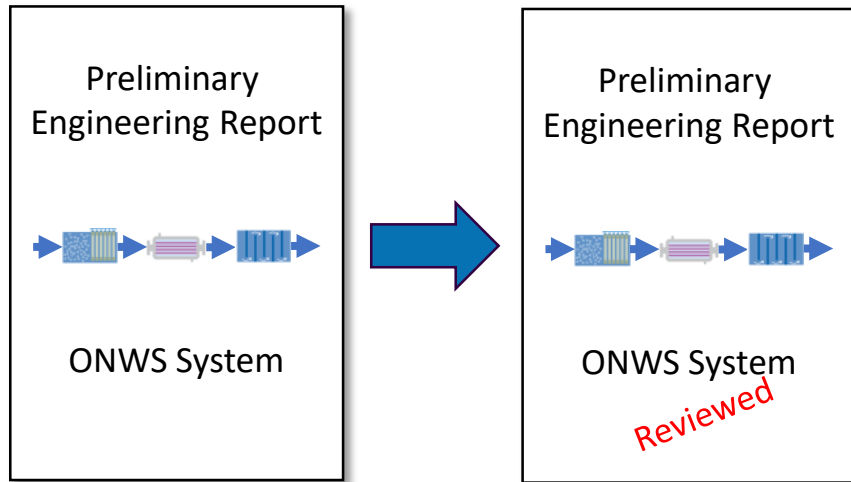 Preliminary
Engineering Report
ONWS System
Preliminary
Engineering Report
ONWS System
Reviewed